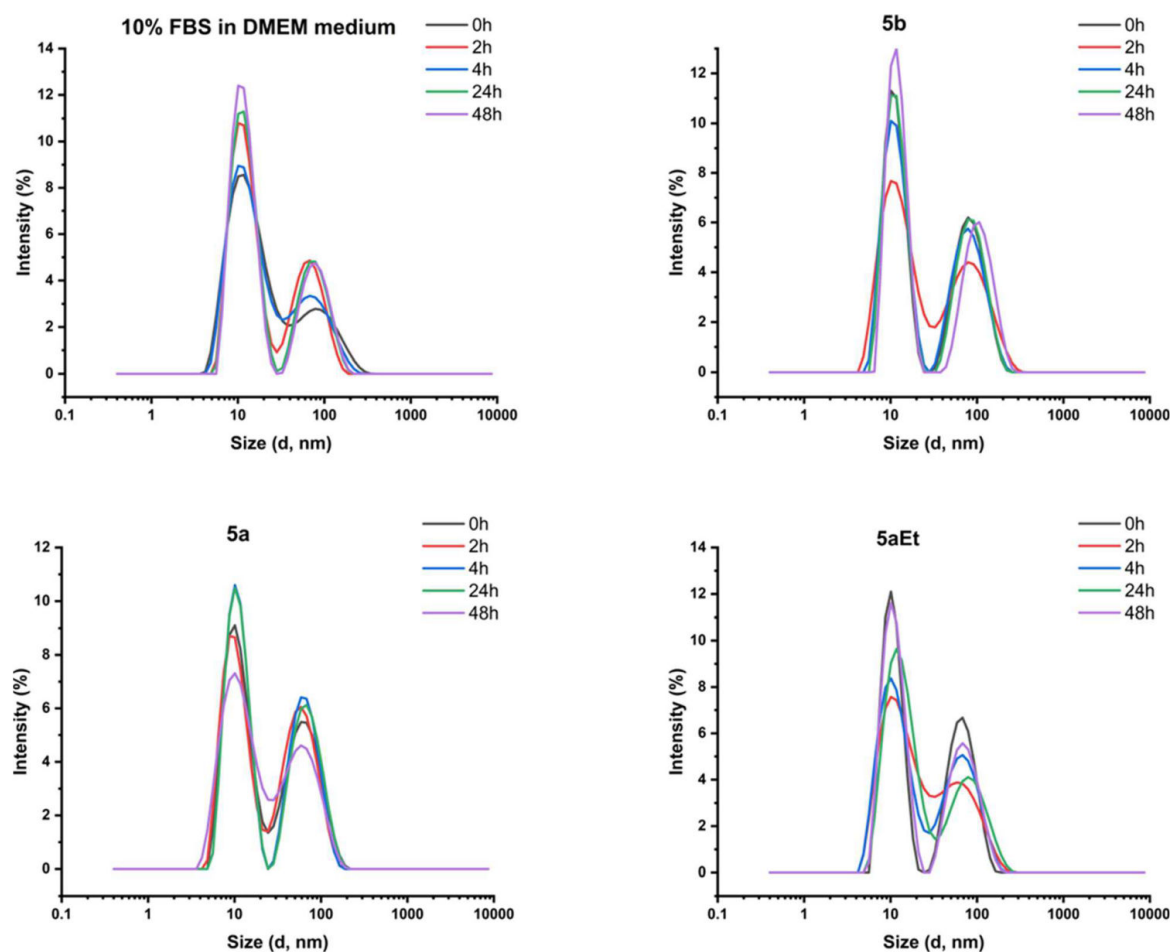 10% FBS in DMEM medium
0h
2h
4h
24h
48h
14
12
10
8
6
4
2
0
Intensity (%)
0.1 1 10 100 1000 10000
Size (d, nm)
5b
0h
2h
4h
24h
48h
14
12
10
8
6
4
2
0
Intensity (%)
0.1 1 10 100 1000 10000
Size (d, nm)
5a
0h
2h
4h
24h
48h
12
10
8
6
4
2
0
Intensity (%)
0.1 1 10 100 1000 10000
Size (d, nm)
5aEt
0h
2h
4h
24h
48h
14
12
10
8
6
4
2
0
Intensity (%)
0.1 1 10 100 1000 10000
Size (d, nm)